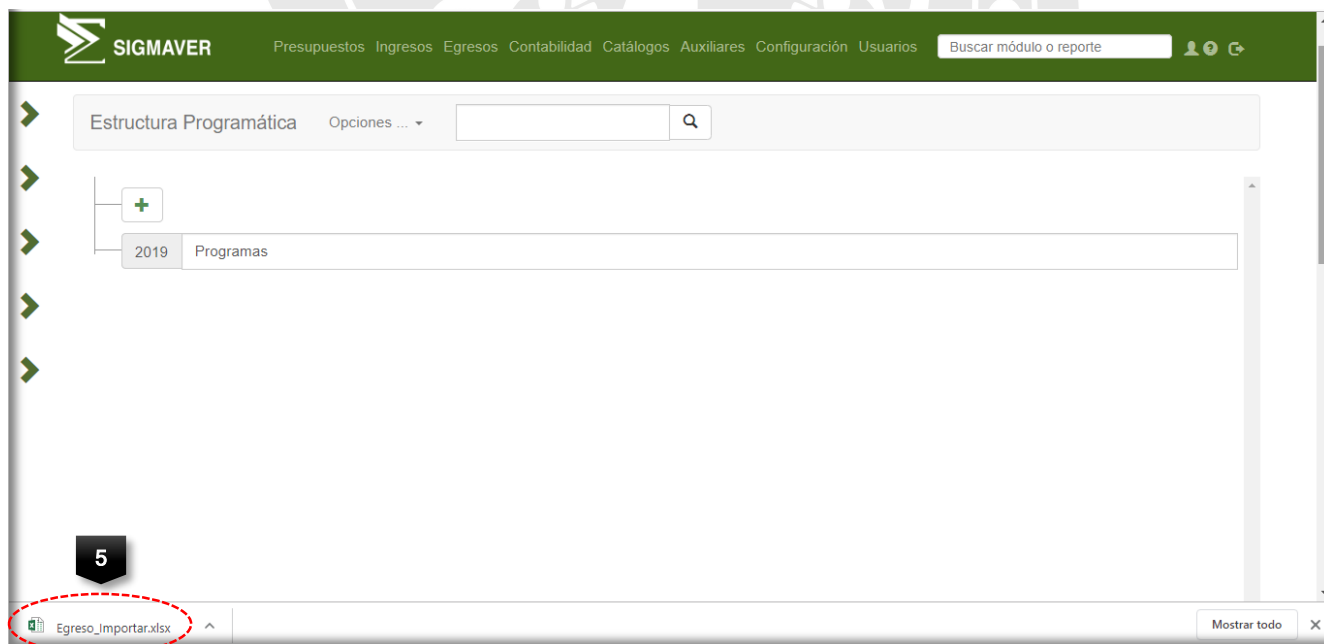 SIGMAVER Presupuestos Ingresos Egresos Contabilidad Catálogos Auxiliares Configuración Usuarios Buscar módulo o reporte
Estructura Programática Opciones ...
2019 Programas
5
Egreso_Importar.xlsx Mostrar todo